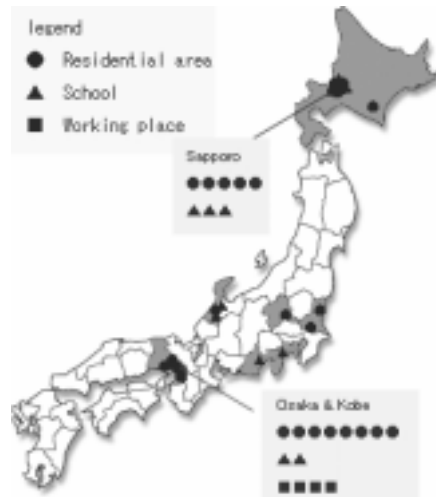 legend
Residential area
School
Working place
Sapporo
Osaka & Kobe